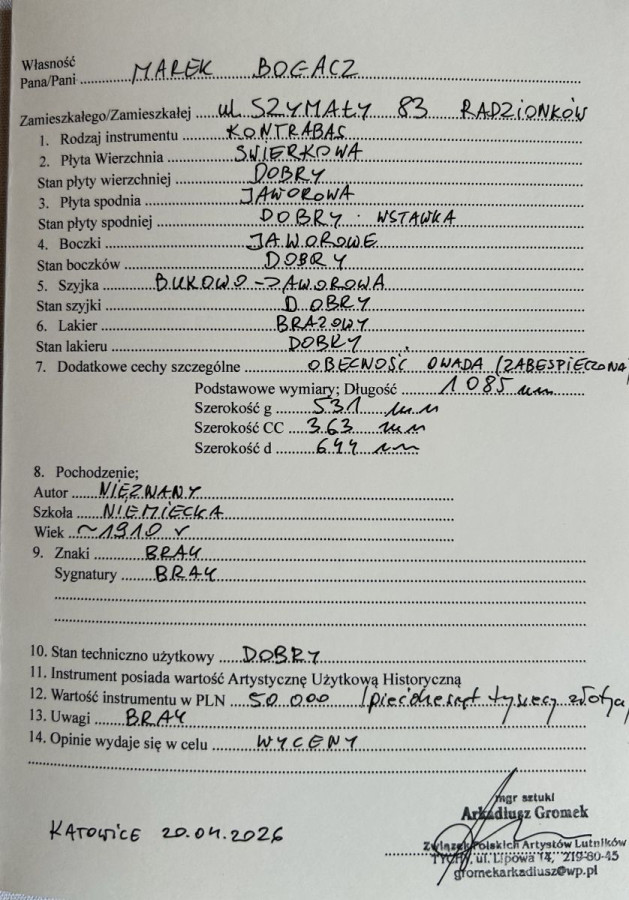 Własność
Pana/Pani MAREK BOGACZ
Zamieszkałego/Zamieszkałej ul SZYMAŁY 83 RADZIONKÓW
1. Rodzaj instrumentu KONTRABAS
2. Płyta Wierzchnia ŚWIERKOWA
Stan płyty wierzchniej DOBRY
3. Płyta spodnia JAWOROWA
Stan płyty spodniej DOBRY · WSTAWKA
4. Boczki JAWOROWE
Stan boczków DOBRY
5. Szyjka BUKOWO -> JAWOROWA
Stan szyjki DOBRY
6. Lakier BRĄZOWY
Stan lakieru DOBRY
7. Dodatkowe cechy szczególne OBECNOŚĆ OWADA (ZABESPIECZONA)
Podstawowe wymiary; Długość 1085 mm
Szerokość g 531 mm
Szerokość CC 363 mm
Szerokość d 644 mm
8. Pochodzenie;
Autor NIEZNANY
Szkoła NIEMIECKA
Wiek ~1910 r
9. Znaki BRAK
Sygnatury BRAK
10. Stan techniczno użytkowy DOBRY
11. Instrument posiada wartość Artystycznę Użytkową Historyczną
12. Wartość instrumentu w PLN 50.000 (pięćdziesiąt tysięcy złotych
13. Uwagi BRAK
14. Opinie wydaje się w celu WYCENY
mgr sztuki
Arkadiusz Gromek
KATOWICE 20.04.2026
Związek Polskich Artystów Lutników
TYCHY, ul. Lipowa 14, 219-60-45
gromekarkadiusz@wp.pl